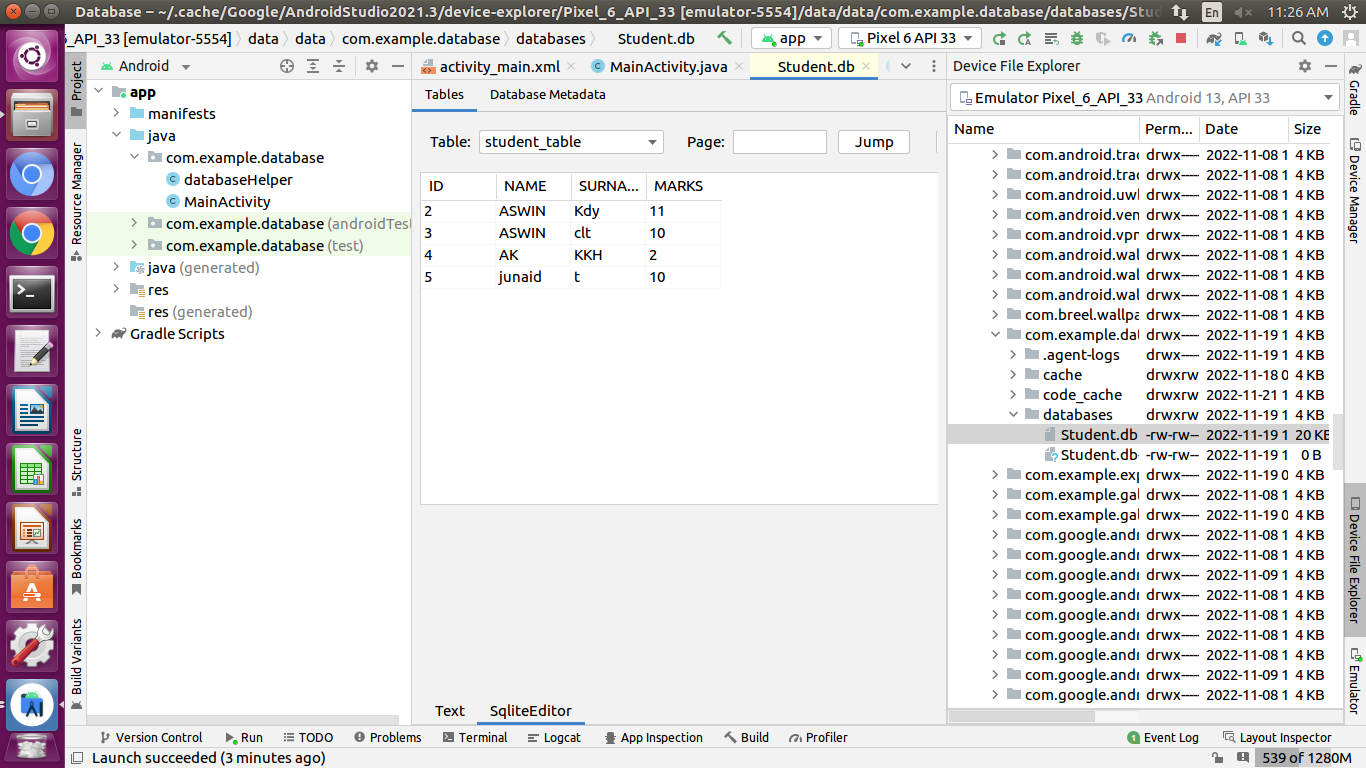 Database – ~/.cache/Google/AndroidStudio2021.3/device-explorer/Pixel_6_API_33 [emulator-5554]/data/data/com.example.database/databases/Stu
En
11:26 AM
6_API_33 [emulator-5554] data data com.example.database databases Student.db
app
Pixel 6 API 33
Project
Resource Manager
Structure
Bookmarks
Build Variants
Android
app
manifests
java
com.example.database
databaseHelper
MainActivity
com.example.database (androidTest
com.example.database (test)
java (generated)
res
res (generated)
Gradle Scripts
activity_main.xml
MainActivity.java
Student.db
Tables Database Metadata
Table: student_table Page: Jump
ID NAME SURNA... MARKS
2 ASWIN Kdy 11
3 ASWIN clt 10
4 AK KKH 2
5 junaid t 10
Text SqliteEditor
Device File Explorer
Emulator Pixel_6_API_33 Android 13, API 33
Name Perm... Date Size
com.android.trac drwx----- 2022-11-08 1 4 KB
com.android.trac drwx----- 2022-11-08 1 4 KB
com.android.uwl drwx----- 2022-11-08 1 4 KB
com.android.ven drwx----- 2022-11-08 1 4 KB
com.android.vpn drwx----- 2022-11-08 1 4 KB
com.android.wal drwx----- 2022-11-08 1 4 KB
com.android.wal drwx----- 2022-11-08 1 4 KB
com.android.wal drwx----- 2022-11-08 1 4 KB
com.breel.wallpa drwx----- 2022-11-08 1 4 KB
com.example.dat drwx----- 2022-11-19 1 4 KB
.agent-logs drwx----- 2022-11-19 1 4 KB
cache drwxrw 2022-11-18 0 4 KB
code_cache drwxrw 2022-11-21 1 4 KB
databases drwxrw 2022-11-19 1 4 KB
Student.db -rw-rw-- 2022-11-19 1 20 KB
Student.db- -rw-rw-- 2022-11-19 1 0 B
com.example.exp drwx----- 2022-11-19 0 4 KB
com.example.gal drwx----- 2022-11-08 1 4 KB
com.example.gal drwx----- 2022-11-19 0 4 KB
com.google.andr drwx----- 2022-11-08 1 4 KB
com.google.andr drwx----- 2022-11-08 1 4 KB
com.google.andr drwx----- 2022-11-09 1 4 KB
com.google.andr drwx----- 2022-11-08 1 4 KB
com.google.andr drwx----- 2022-11-08 1 4 KB
com.google.andr drwx----- 2022-11-08 1 4 KB
com.google.andr drwx----- 2022-11-08 1 4 KB
com.google.andr drwx----- 2022-11-09 1 4 KB
com.google.andr drwx----- 2022-11-08 1 4 KB
Gradle
Device Manager
Device File Explorer
Emulator
Version Control Run TODO Problems Terminal Logcat App Inspection Build Profiler 1 Event Log Layout Inspector
Launch succeeded (3 minutes ago)
539 of 1280M